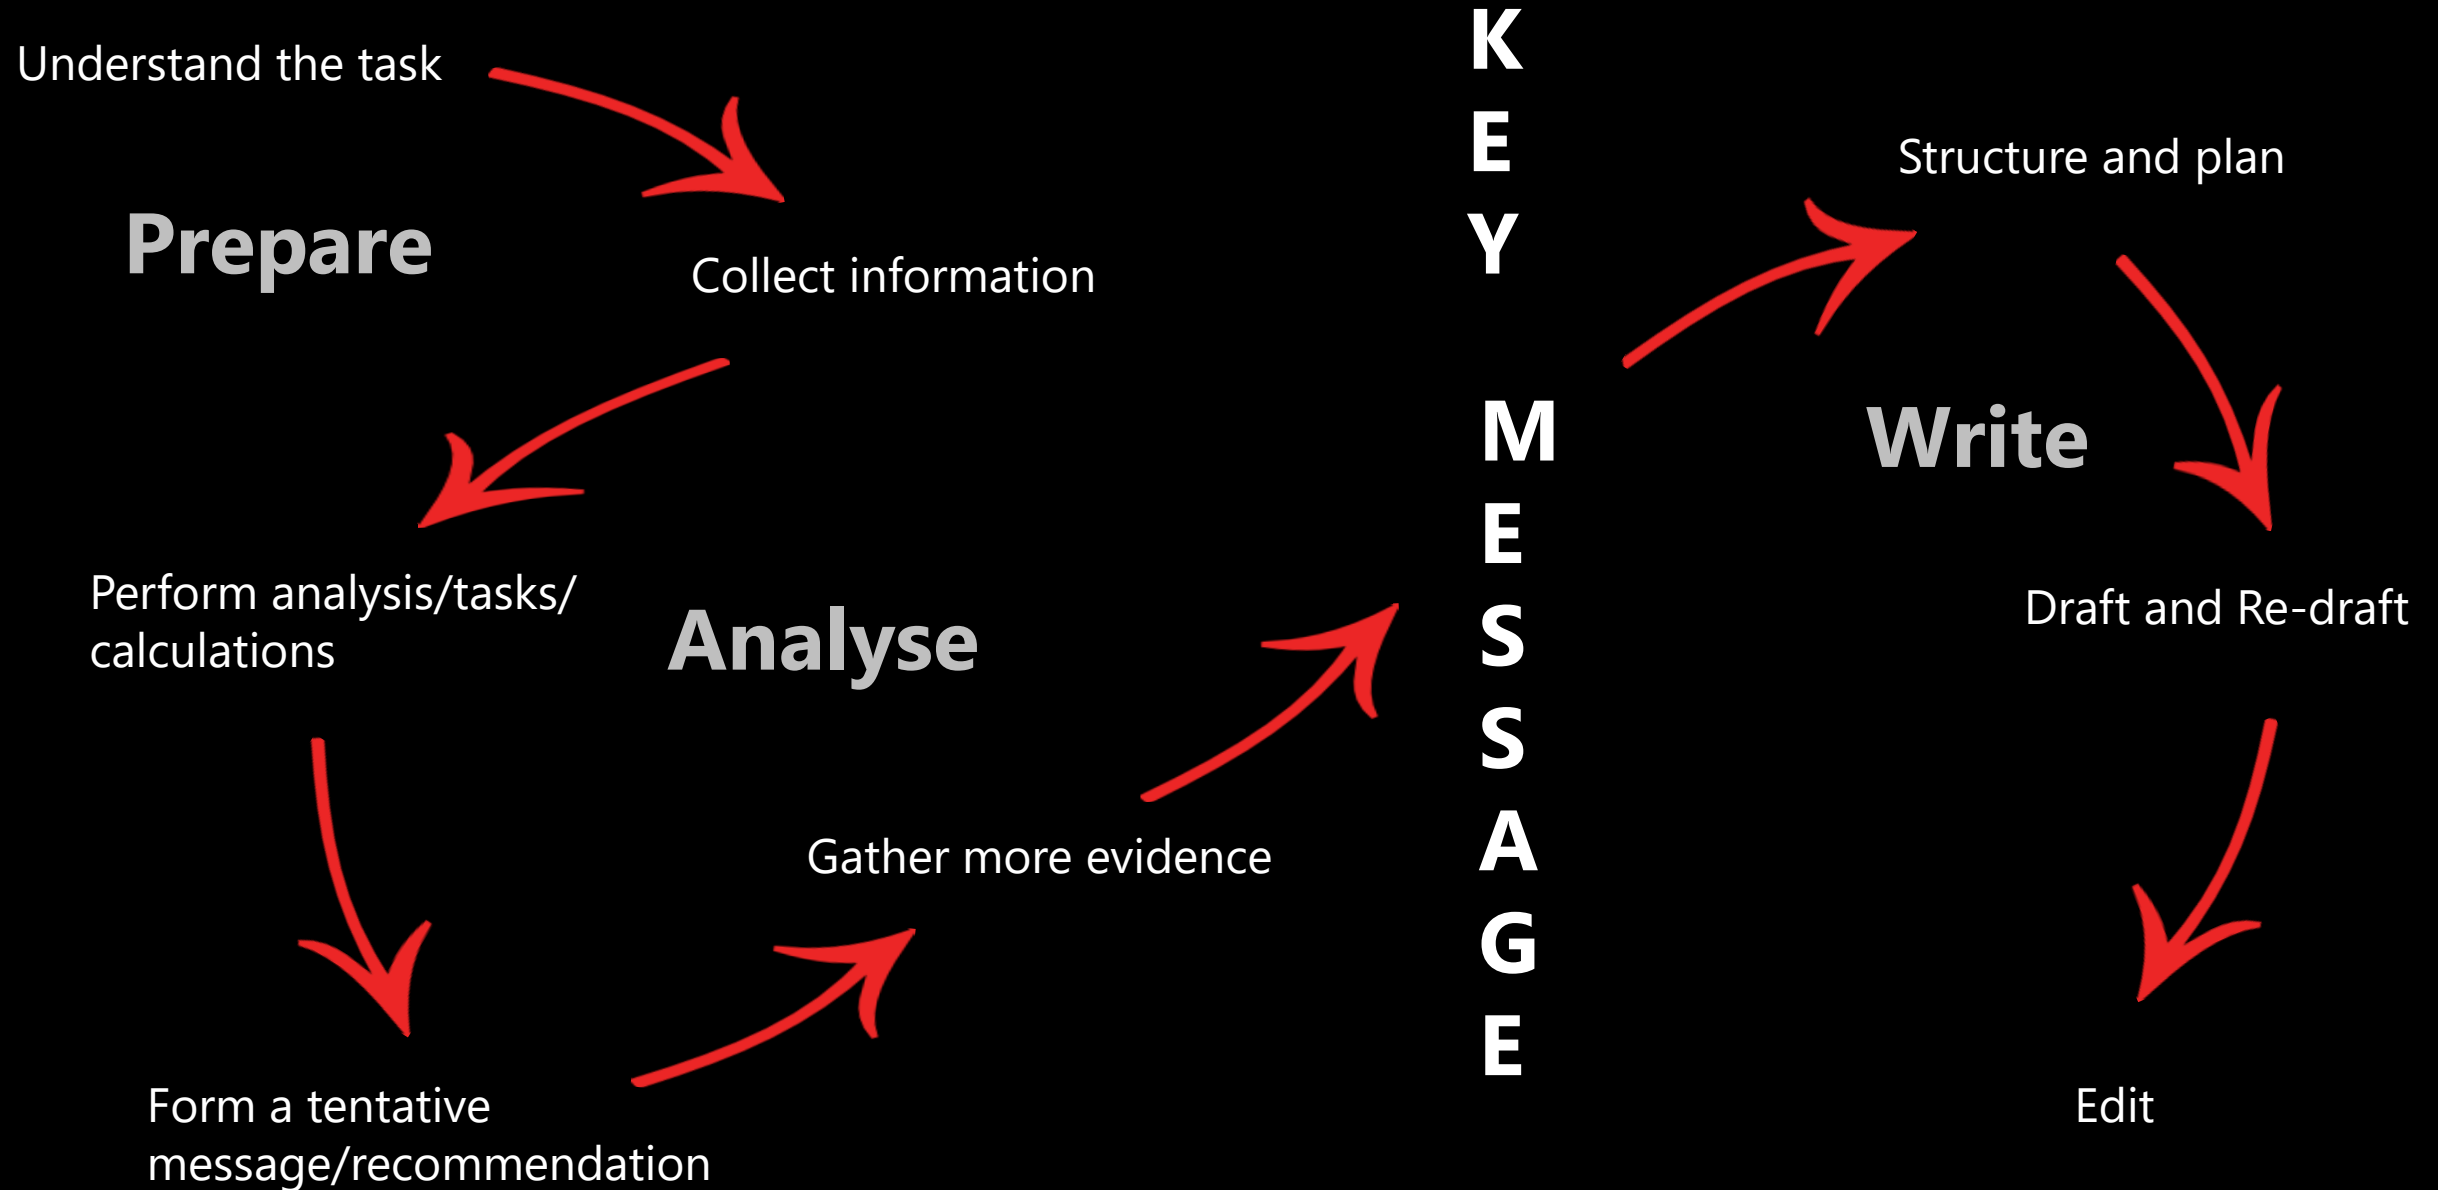 Understand the task
Prepare
Collect information
Perform analysis/tasks/
calculations
Analyse
Form a tentative
message/recommendation
Gather more evidence
K
E
Y
M
E
S
S
A
G
E
Structure and plan
Write
Draft and Re-draft
Edit